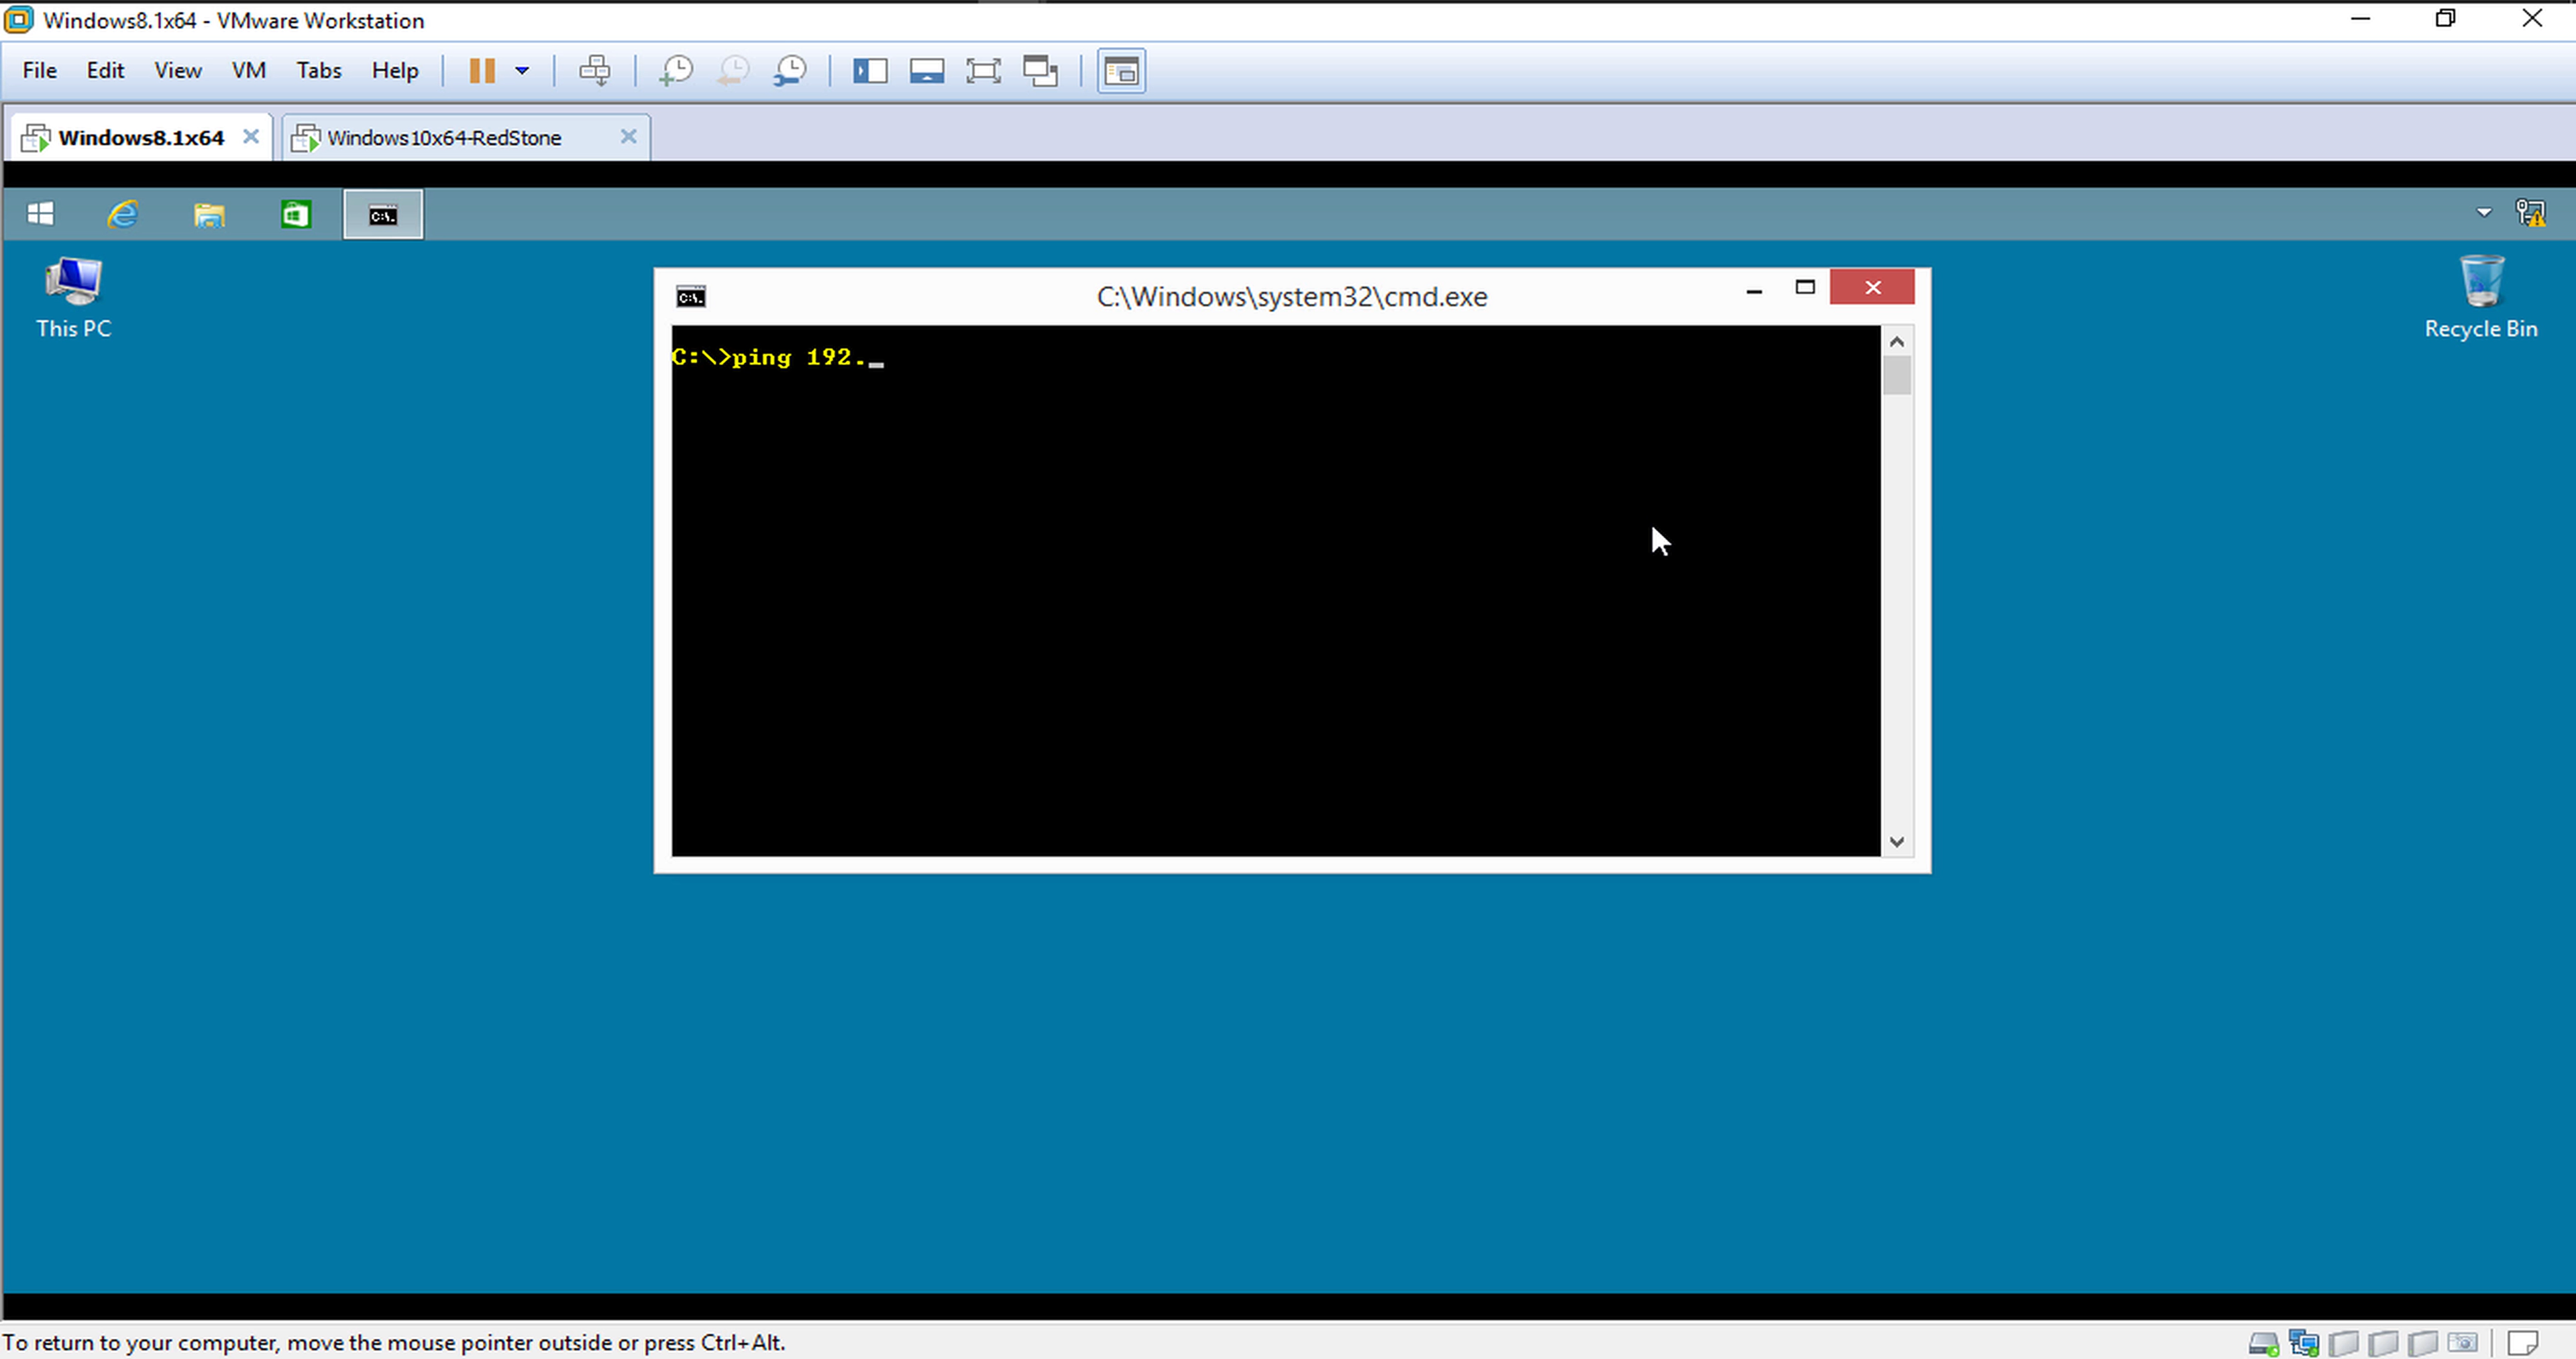 Windows8.1x64 - VMware Workstation
File Edit View VM Tabs Help
Windows8.1x64 Windows10x64-RedStone
C:\.
This PC
Recycle Bin
C:\. C:\Windows\system32\cmd.exe
C:\>ping 192._
To return to your computer, move the mouse pointer outside or press Ctrl+Alt.